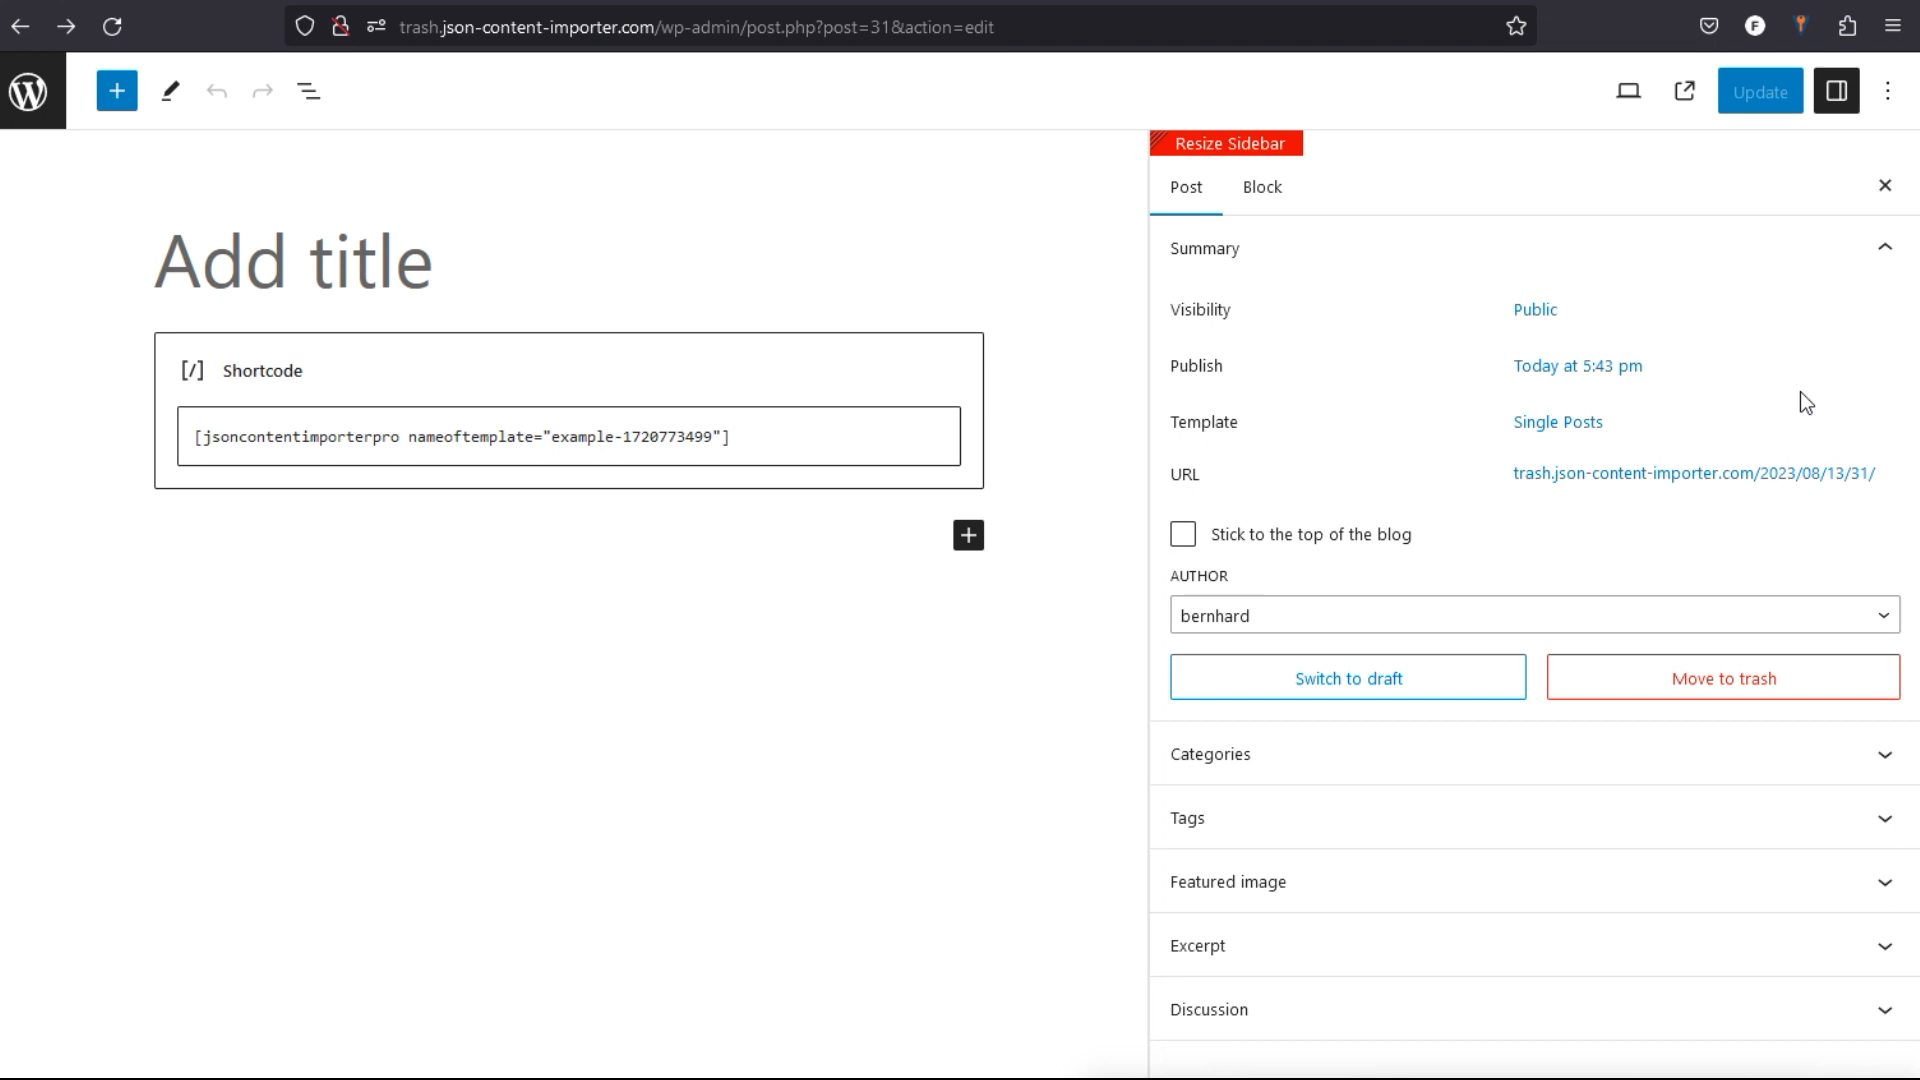 trash.json-content-importer.com/wp-admin/post.php?post=31&action=edit
Update
Resize Sidebar
Post
Block
Add title
Summary
Visibility
Public
[/] Shortcode
Publish
Today at 5:43 pm
Template
Single Posts
[jsoncontentimporterpro nameoftemplate="example-1720773499"]
URL
trash.json-content-importer.com/2023/08/13/31/
Stick to the top of the blog
AUTHOR
bernhard
Switch to draft
Move to trash
Categories
Tags
Featured image
Excerpt
Discussion